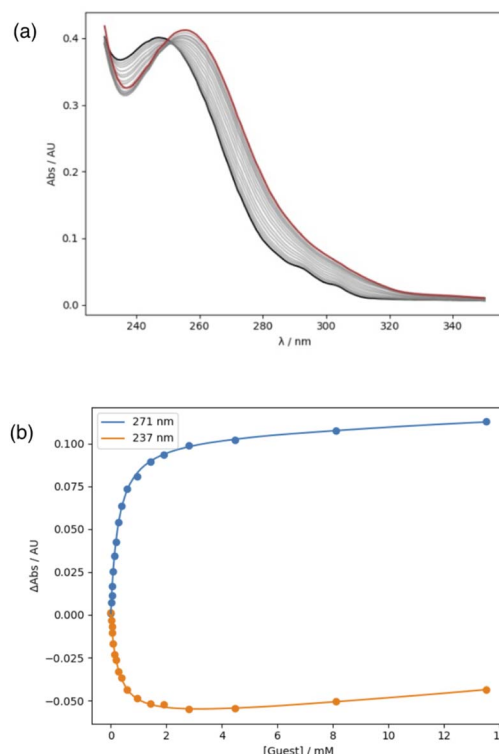 (a)
0.4
0.3
0.2
0.1
0.0
Abs / AU
240 260 280 300 320 340
λ / nm
(b)
271 nm
237 nm
0.100
0.075
0.050
0.025
0.000
−0.025
−0.050
ΔAbs / AU
0 2 4 6 8 10 12
[Guest] / mM